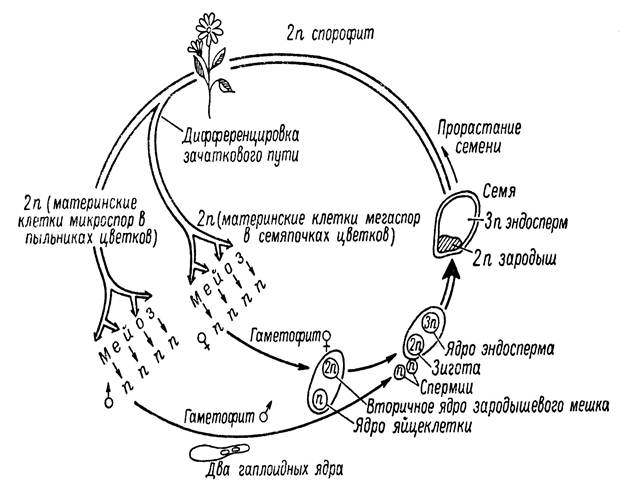 2n спорофит
Дифференцировка
зачаткового пути
Прорастание
семени
Семя
3n эндосперм
2n зародыш
2n (материнские
клетки микроспор в
пыльниках цветков)
2n (материнские клетки мегаспор
в семяпочках цветков)
Мейоз
♀ n n n n
Мейоз
♂ n n n n
Гаметофит ♀
3n
2n
Ядро эндосперма
Зигота
n n
Спермии
2n
n
Вторичное ядро зародышевого мешка
Ядро яйцеклетки
Гаметофит ♂
Два гаплоидных ядра